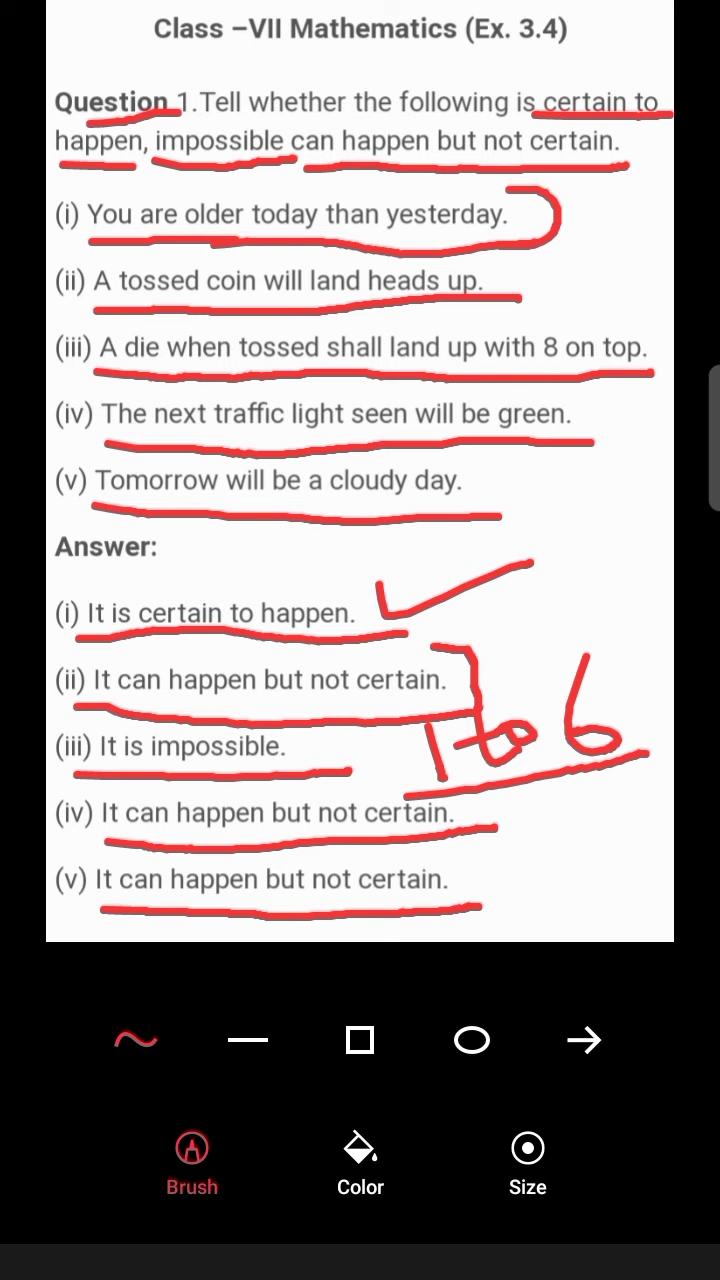 Class –VII Mathematics (Ex. 3.4)
Question 1.Tell whether the following is certain to
happen, impossible can happen but not certain.
(i) You are older today than yesterday.
(ii) A tossed coin will land heads up.
(iii) A die when tossed shall land up with 8 on top.
(iv) The next traffic light seen will be green.
(v) Tomorrow will be a cloudy day.
Answer:
(i) It is certain to happen.
(ii) It can happen but not certain.
(iii) It is impossible.
1 to 6
(iv) It can happen but not certain.
(v) It can happen but not certain.
Brush Color Size